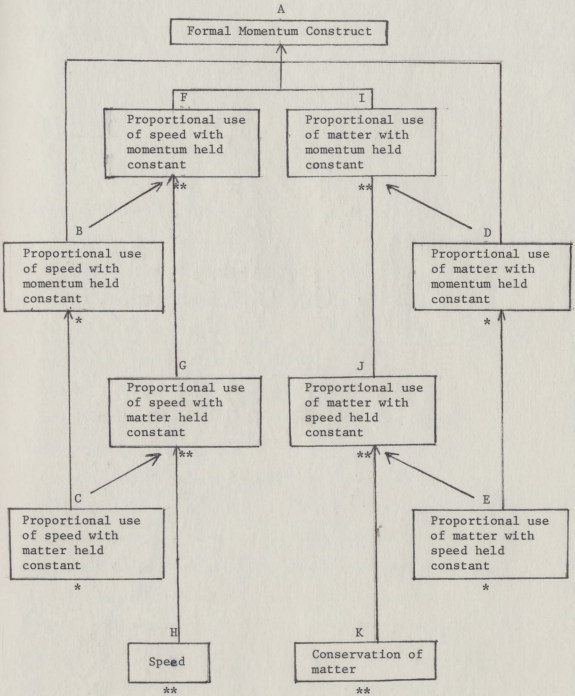 A
Formal Momentum Construct
F
Proportional use
of speed with
momentum held
constant
**
I
Proportional use
of matter with
momentum held
constant
**
B
Proportional use
of speed with
momentum held
constant
*
D
Proportional use
of matter with
momentum held
constant
*
G
Proportional use
of speed with
matter held
constant
**
J
Proportional use
of matter with
speed held
constant
**
C
Proportional use
of speed with
matter held
constant
*
E
Proportional use
of matter with
speed held
constant
*
H
Speed
**
K
Conservation of
matter
**